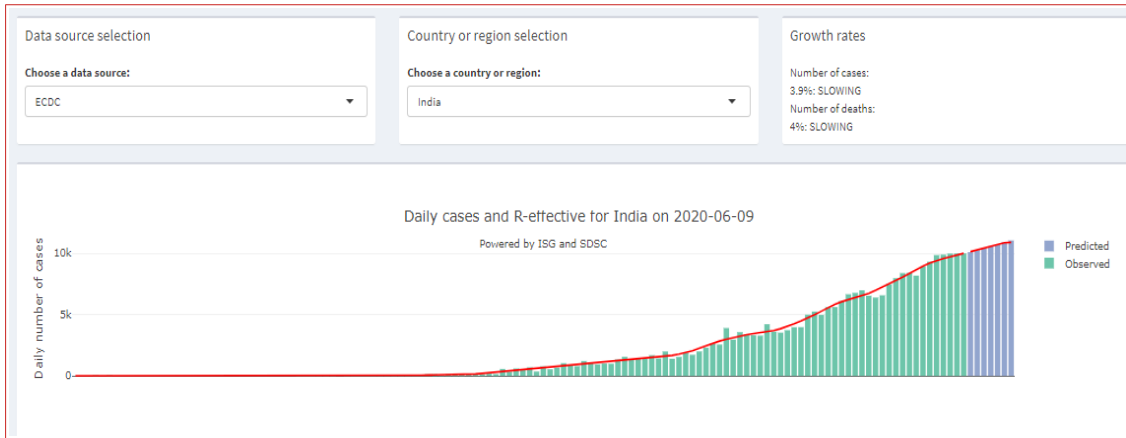 Data source selection
Choose a data source:
ECDC
Country or region selection
Choose a country or region:
India
Growth rates
Number of cases:
3.9%: SLOWING
Number of deaths:
4%: SLOWING
Daily cases and R-effective for India on 2020-06-09
Powered by ISG and SDSC
Daily number of cases
10k
5k
0
Predicted
Observed